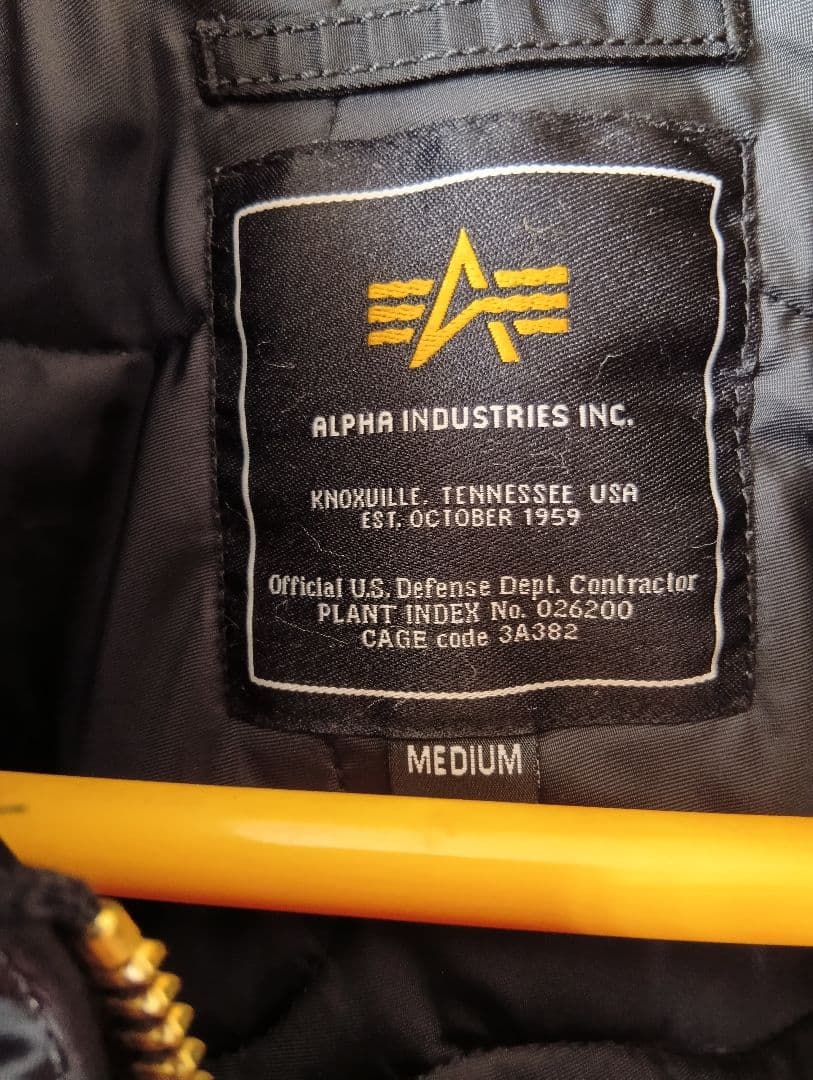 ALPHA INDUSTRIES INC.
KNOXVILLE, TENNESSEE USA
EST. OCTOBER 1959
Official U.S. Defense Dept. Contractor
PLANT INDEX No. 026200
CAGE code 3A382
MEDIUM